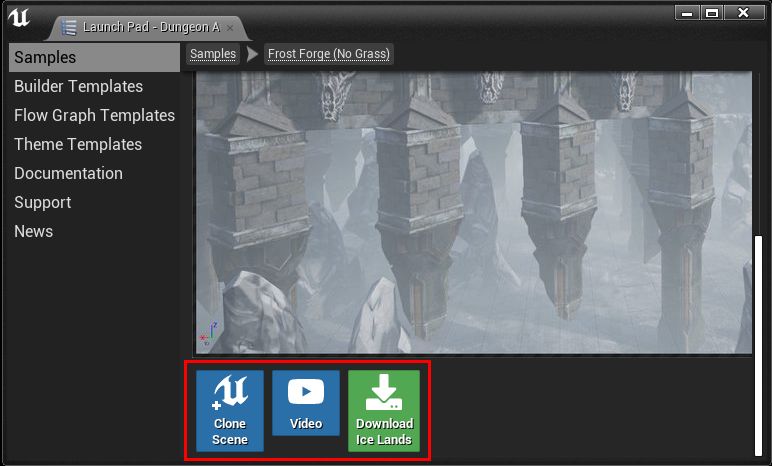 Launch Pad - Dungeon A
Samples
Builder Templates
Flow Graph Templates
Theme Templates
Documentation
Support
News
Samples
Frost Forge (No Grass)
Z
Clone
Scene
Video
Download
Ice Lands